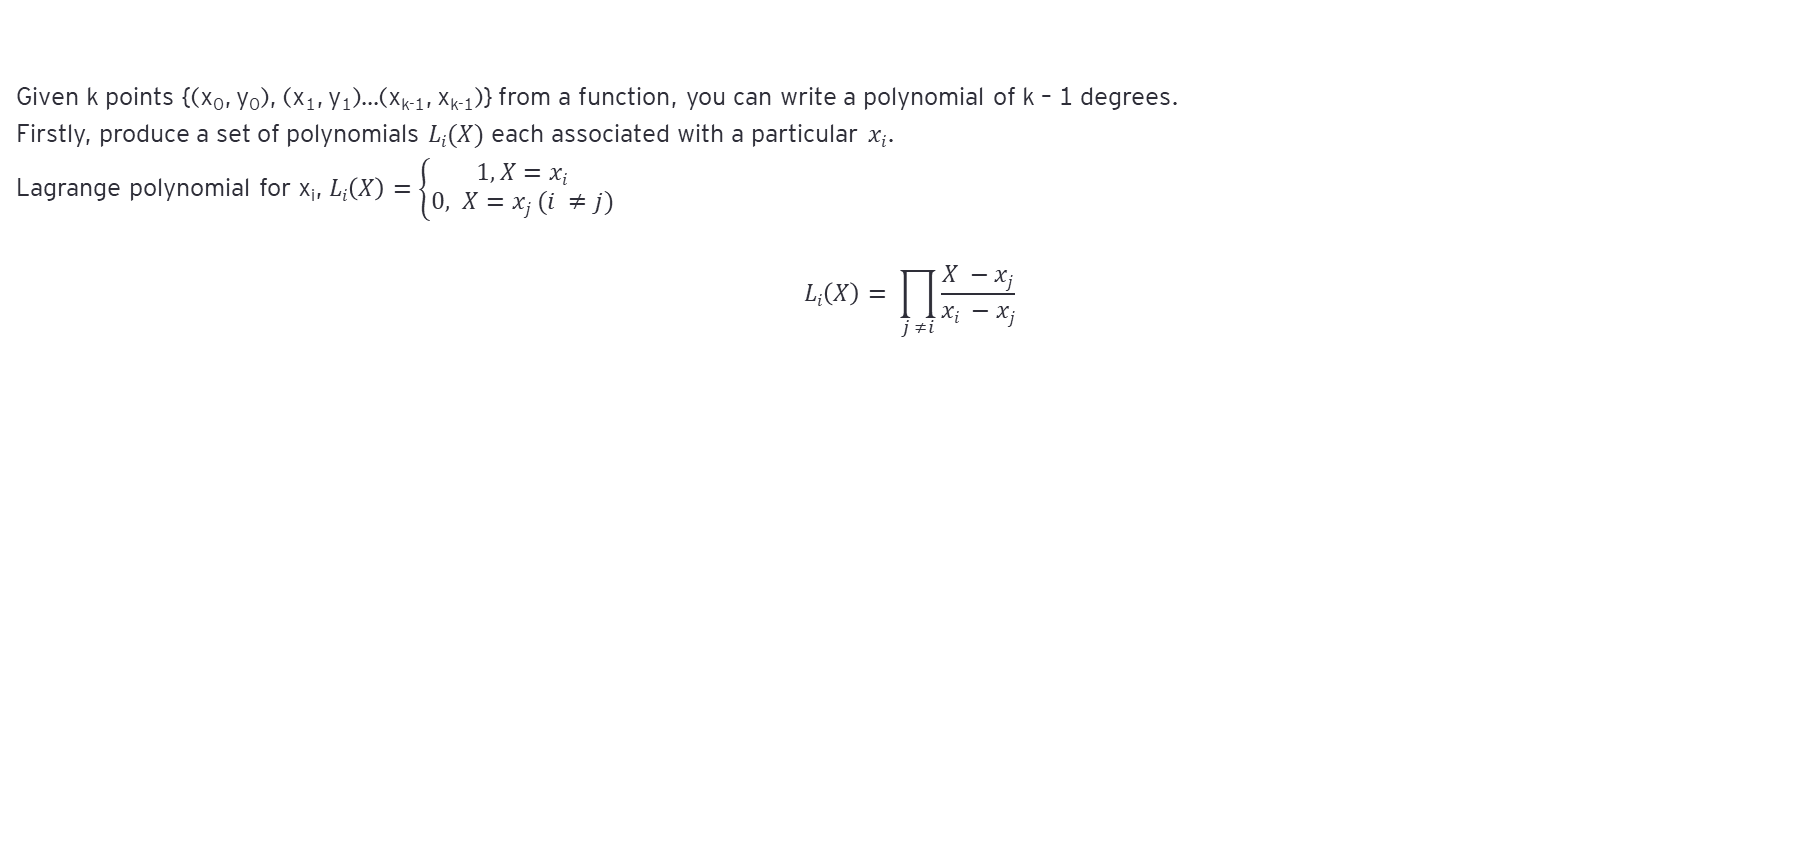 Given k points {(x₀, y₀), (x₁, y₁)...(xₖ₋₁, xₖ₋₁)} from a function, you can write a polynomial of k – 1 degrees.
Firstly, produce a set of polynomials 𝐿ᵢ(𝑋) each associated with a particular 𝑥ᵢ.
Lagrange polynomial for xᵢ, 𝐿ᵢ(𝑋) = { 1, 𝑋 = 𝑥ᵢ
0, 𝑋 = 𝑥ⱼ (𝑖 ≠ 𝑗)
𝐿ᵢ(𝑋) = ∏_{𝑗 ≠𝑖} (𝑋 − 𝑥ⱼ)/(𝑥ᵢ − 𝑥ⱼ)